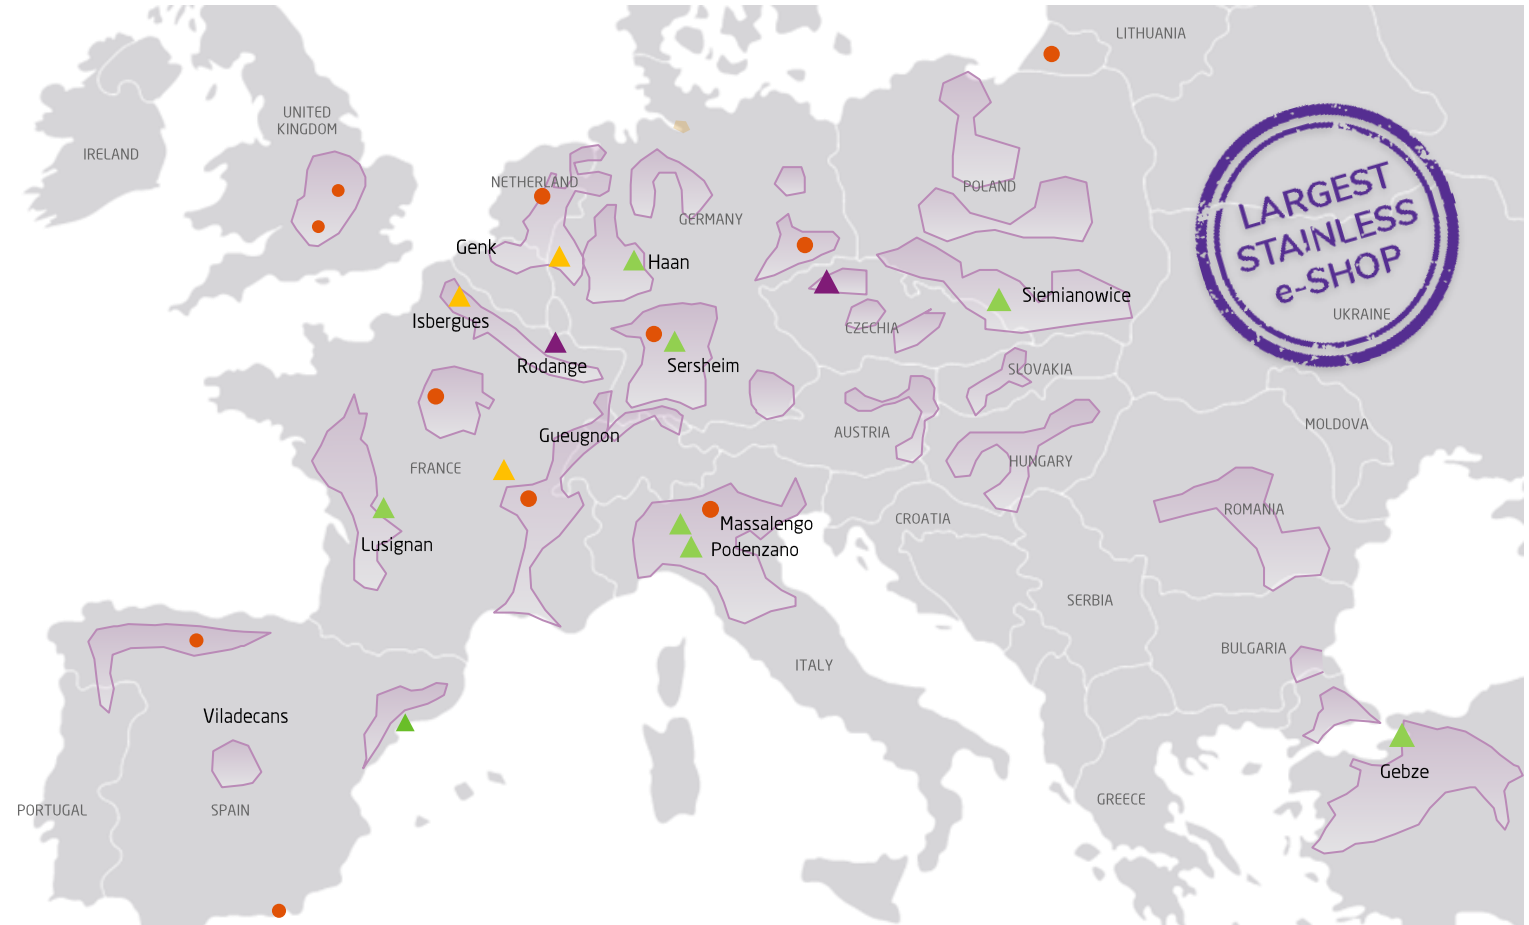 LITHUANIA
UNITED
KINGDOM
IRELAND
NETHERLAND
POLAND
GERMANY
LARGEST
STAINLESS
e-SHOP
Genk
Haan
Siemianowice
Isbergues
CZECHIA
UKRAINE
Rodange
Sersheim
SLOVAKIA
Gueugnon
AUSTRIA
MOLDOVA
FRANCE
HUNGARY
CROATIA
ROMANIA
Massalengo
Podenzano
Lusignan
SERBIA
BULGARIA
ITALY
Viladecans
Gebze
PORTUGAL
SPAIN
GREECE